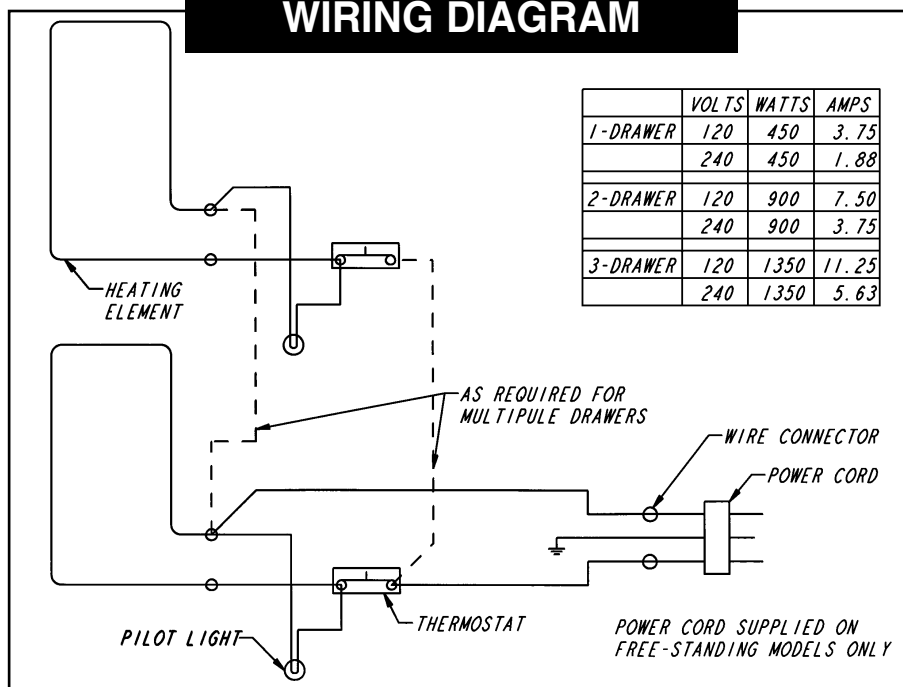 WIRING DIAGRAM
VOLTS WATTS AMPS
1-DRAWER 120 450 3.75
240 450 1.88
2-DRAWER 120 900 7.50
240 900 3.75
3-DRAWER 120 1350 11.25
240 1350 5.63
HEATING
ELEMENT
AS REQUIRED FOR
MULTIPULE DRAWERS
WIRE CONNECTOR
POWER CORD
THERMOSTAT
PILOT LIGHT
POWER CORD SUPPLIED ON
FREE-STANDING MODELS ONLY